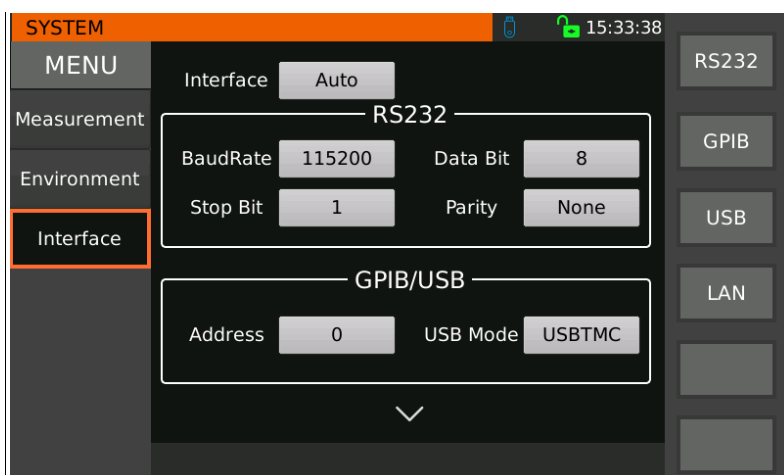 SYSTEM 15:33:38
MENU
Measurement
Environment
Interface
Interface Auto
RS232
BaudRate 115200 Data Bit 8
Stop Bit 1 Parity None
GPIB/USB
Address 0 USB Mode USBTMC
RS232
GPIB
USB
LAN